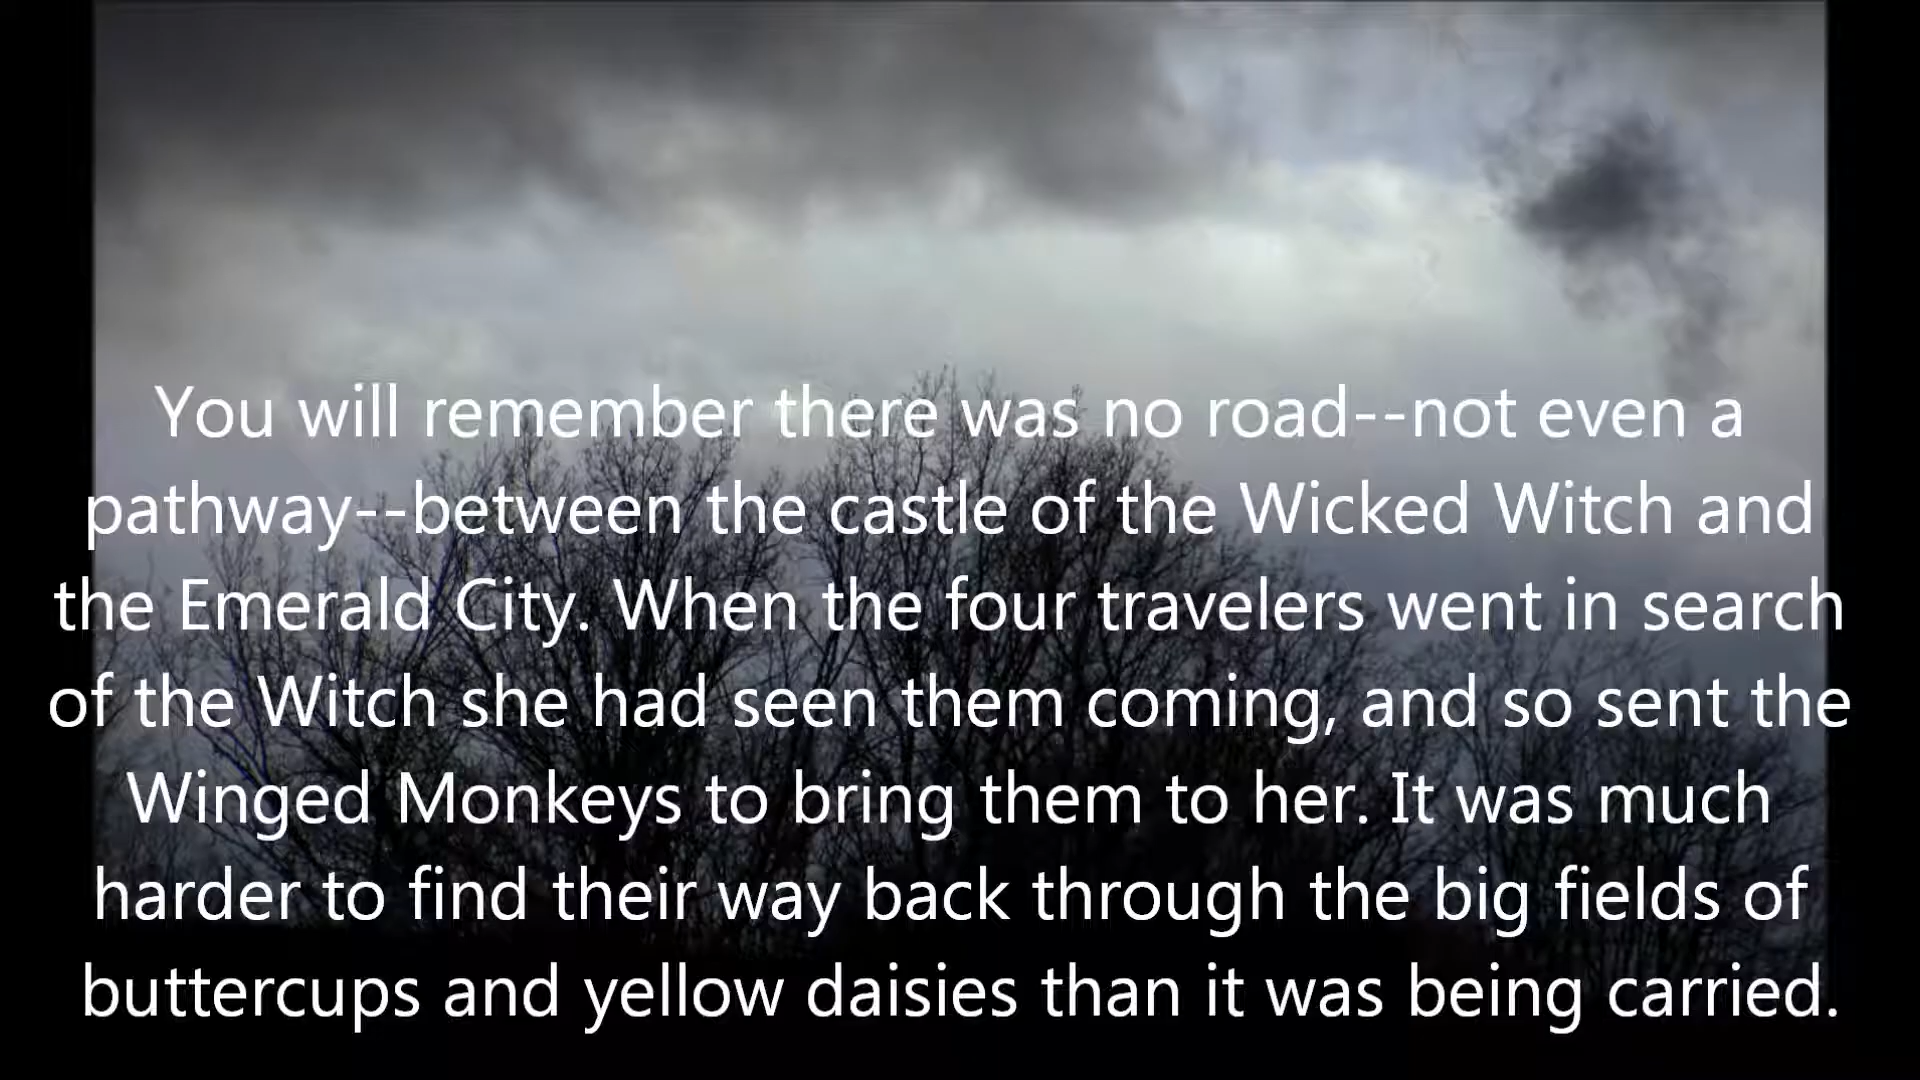 You will remember there was no road--not even a
pathway--between the castle of the Wicked Witch and
the Emerald City. When the four travelers went in search
of the Witch she had seen them coming, and so sent the
Winged Monkeys to bring them to her. It was much
harder to find their way back through the big fields of
buttercups and yellow daisies than it was being carried.